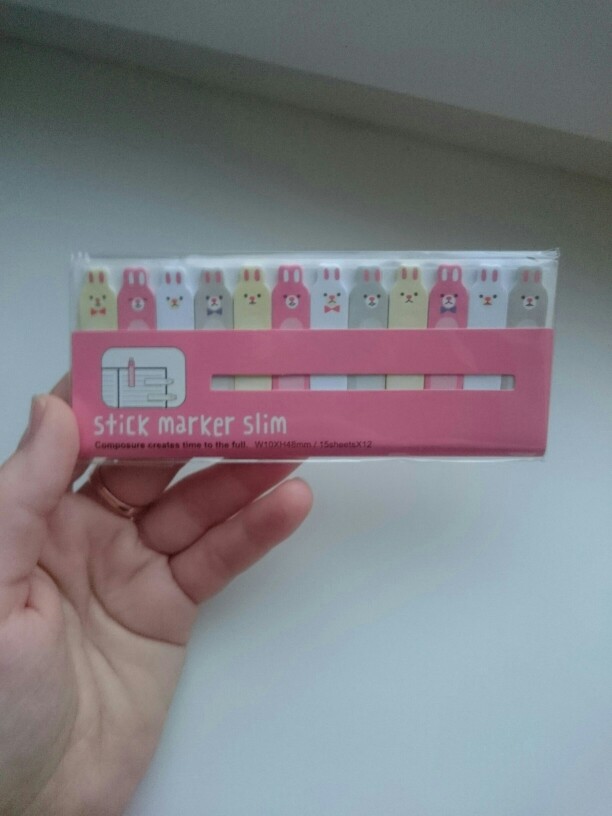 stick marker slim
Composure creates time to the full. W10XH48mm / 15sheetsX12